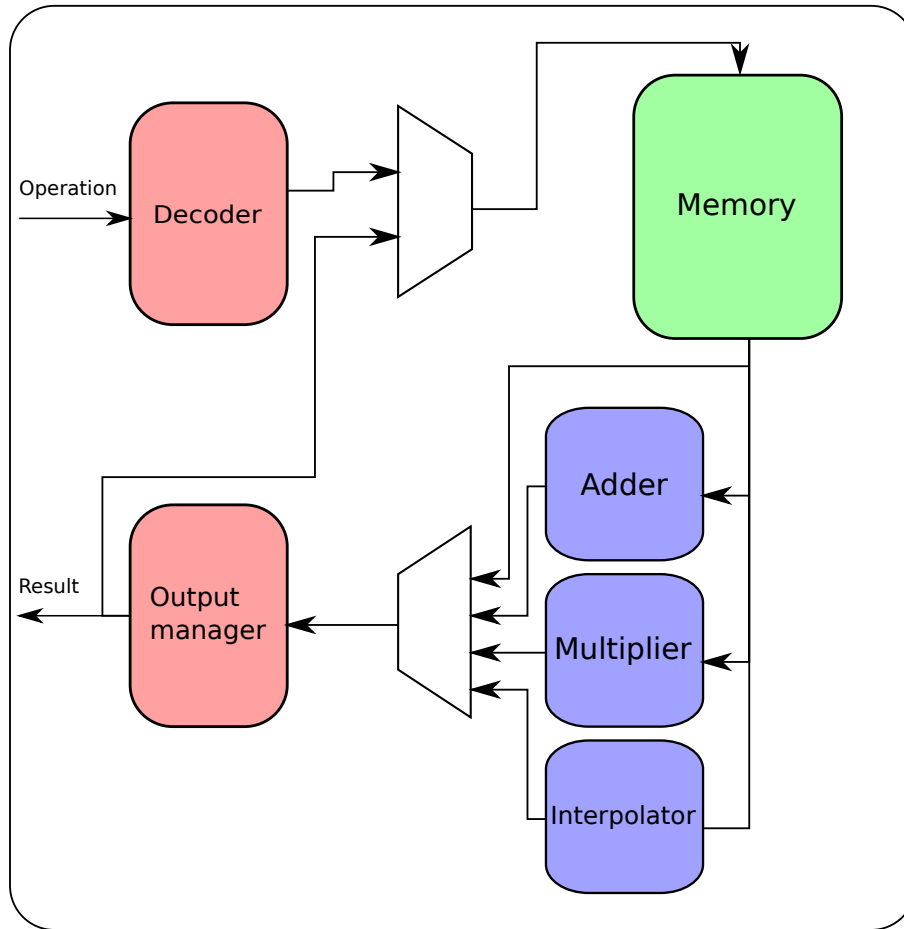 Operation
Decoder
Memory
Adder
Result
Output
manager
Multiplier
Interpolator